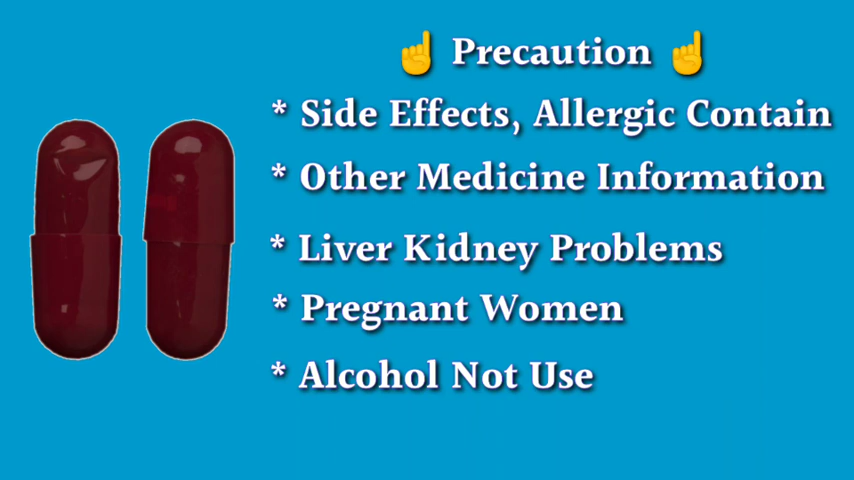 ☝ Precaution ☝
* Side Effects, Allergic Contain
* Other Medicine Information
* Liver Kidney Problems
* Pregnant Women
* Alcohol Not Use